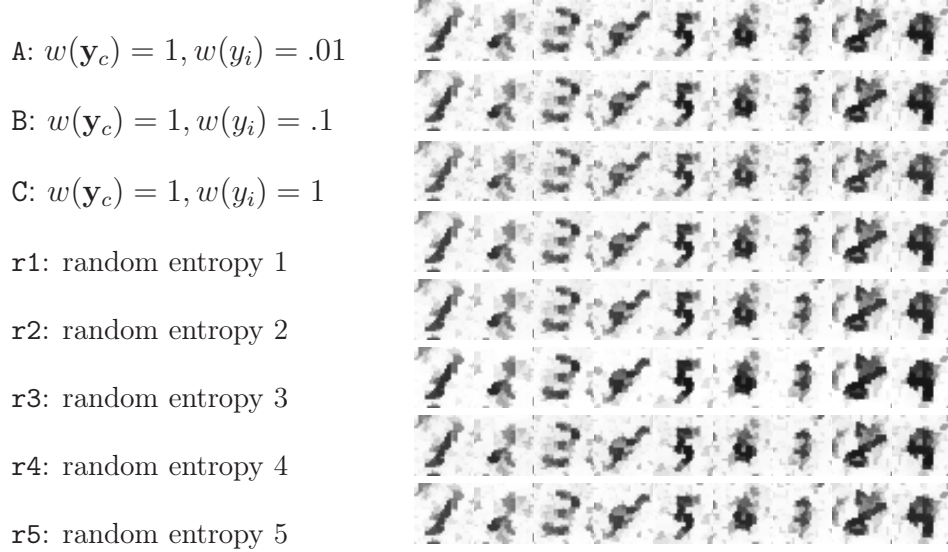 A: w(y_c) = 1, w(y_i) = .01
B: w(y_c) = 1, w(y_i) = .1
C: w(y_c) = 1, w(y_i) = 1
r1: random entropy 1
r2: random entropy 2
r3: random entropy 3
r4: random entropy 4
r5: random entropy 5